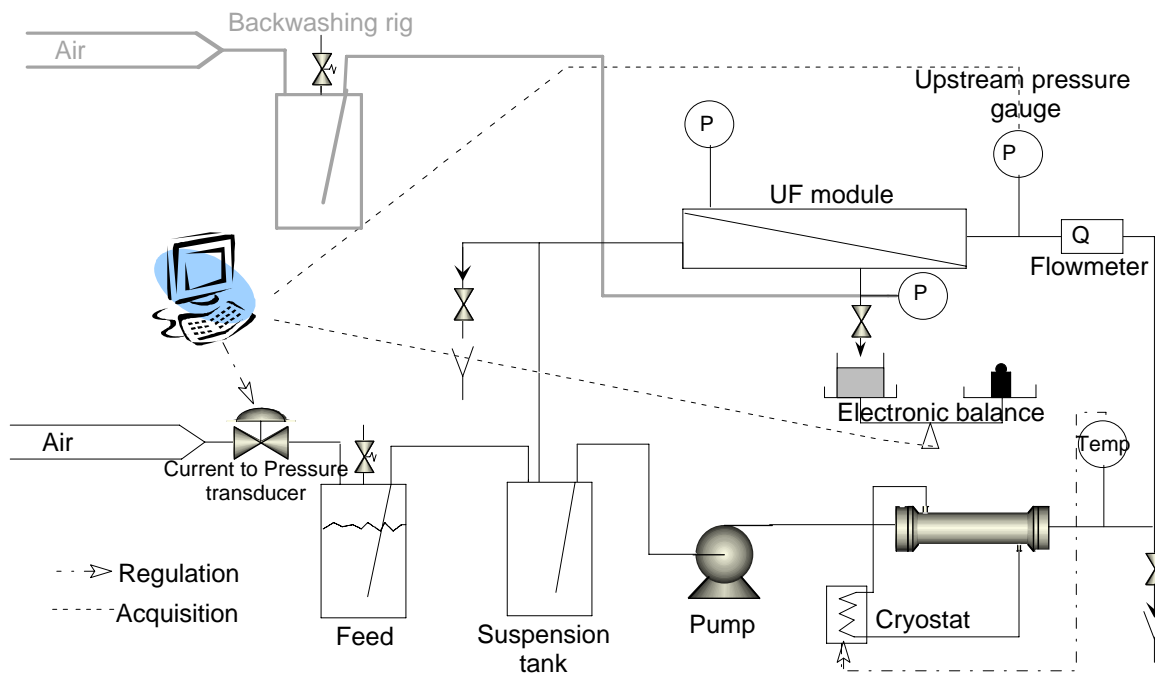 Backwashing rig
Air
Upstream pressure
gauge
P
P
UF module
Q
Flowmeter
P
Electronic balance
Air
Temp
Current to Pressure
transducer
Regulation
Acquisition
Feed
Suspension
tank
Pump
Cryostat